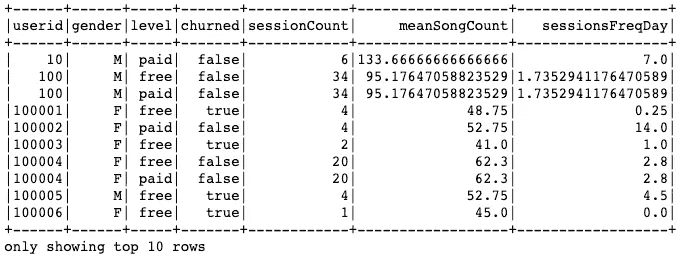 +------+------+-----+-------+------------+------------------+------------------+
|userid|gender|level|churned|sessionCount|     meanSongCount|   sessionsFreqDay|
+------+------+-----+-------+------------+------------------+------------------+
|    10|     M| paid|  false|           6|133.66666666666666|               7.0|
|   100|     M| free|  false|          34| 95.17647058823529|1.7352941176470589|
|   100|     M| paid|  false|          34| 95.17647058823529|1.7352941176470589|
|100001|     F| free|   true|           4|             48.75|              0.25|
|100002|     F| paid|  false|           4|             52.75|              14.0|
|100003|     F| free|   true|           2|              41.0|               1.0|
|100004|     F| free|  false|          20|              62.3|               2.8|
|100004|     F| paid|  false|          20|              62.3|               2.8|
|100005|     M| free|   true|           4|             52.75|               4.5|
|100006|     F| free|   true|           1|              45.0|               0.0|
+------+------+-----+-------+------------+------------------+------------------+
only showing top 10 rows